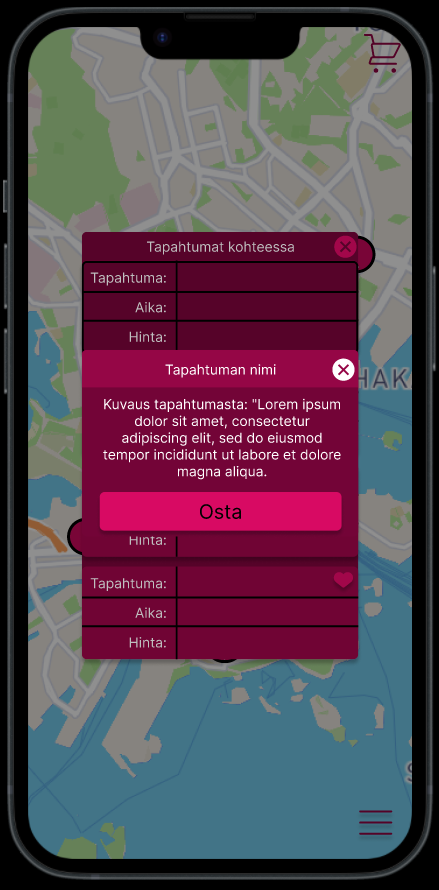 Tapahtumat kohteessa
Tapahtuma:
Aika:
Hinta:
Tapahtuman nimi
HAK
Kuvaus tapahtumasta: "Lorem ipsum
dolor sit amet, consectetur
adipiscing elit, sed do eiusmod
tempor incididunt ut labore et dolore
magna aliqua.
Osta
Hinta:
Tapahtuma:
Aika:
Hinta: